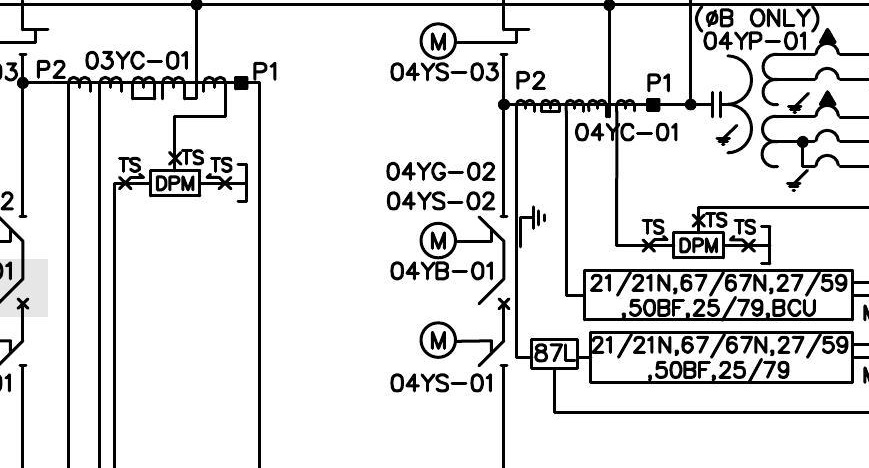 (ØB ONLY)
04YP-01
M
03YC-01
03
P2
P1
04YS-03
P2
P1
04YC-01
TS
TS
TS
DPM
04YG-02
04YS-02
2
M
TS
TS
TS
DPM
04YB-01
01
21/21N,67/67N,27/59
,50BF,25/79,BCU
M
M
87L
21/21N,67/67N,27/59
,50BF,25/79
M
04YS-01
01